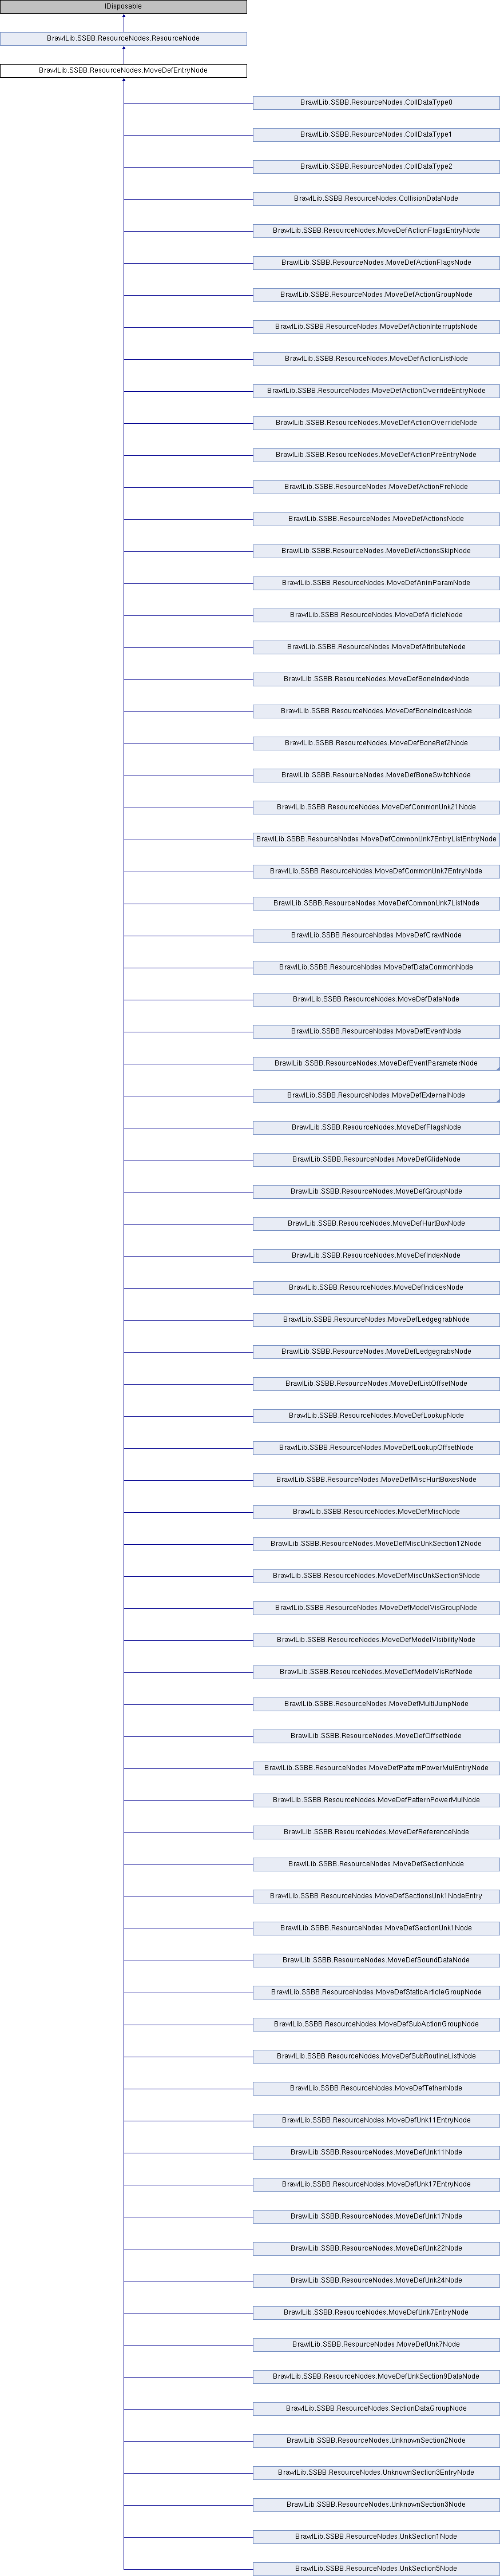 IDisposable
BrawlLib.SSBB.ResourceNodes.ResourceNode
BrawlLib.SSBB.ResourceNodes.MoveDefEntryNode
BrawlLib.SSBB.ResourceNodes.CollDataType0
BrawlLib.SSBB.ResourceNodes.CollDataType1
BrawlLib.SSBB.ResourceNodes.CollDataType2
BrawlLib.SSBB.ResourceNodes.CollisionDataNode
BrawlLib.SSBB.ResourceNodes.MoveDefActionFlagsEntryNode
BrawlLib.SSBB.ResourceNodes.MoveDefActionFlagsNode
BrawlLib.SSBB.ResourceNodes.MoveDefActionGroupNode
BrawlLib.SSBB.ResourceNodes.MoveDefActionInterruptsNode
BrawlLib.SSBB.ResourceNodes.MoveDefActionListNode
BrawlLib.SSBB.ResourceNodes.MoveDefActionOverrideEntryNode
BrawlLib.SSBB.ResourceNodes.MoveDefActionOverrideNode
BrawlLib.SSBB.ResourceNodes.MoveDefActionPreEntryNode
BrawlLib.SSBB.ResourceNodes.MoveDefActionPreNode
BrawlLib.SSBB.ResourceNodes.MoveDefActionsNode
BrawlLib.SSBB.ResourceNodes.MoveDefActionsSkipNode
BrawlLib.SSBB.ResourceNodes.MoveDefAnimParamNode
BrawlLib.SSBB.ResourceNodes.MoveDefArticleNode
BrawlLib.SSBB.ResourceNodes.MoveDefAttributeNode
BrawlLib.SSBB.ResourceNodes.MoveDefBoneIndexNode
BrawlLib.SSBB.ResourceNodes.MoveDefBoneIndicesNode
BrawlLib.SSBB.ResourceNodes.MoveDefBoneRef2Node
BrawlLib.SSBB.ResourceNodes.MoveDefBoneSwitchNode
BrawlLib.SSBB.ResourceNodes.MoveDefCommonUnk21Node
BrawlLib.SSBB.ResourceNodes.MoveDefCommonUnk7EntryListEntryNode
BrawlLib.SSBB.ResourceNodes.MoveDefCommonUnk7EntryNode
BrawlLib.SSBB.ResourceNodes.MoveDefCommonUnk7ListNode
BrawlLib.SSBB.ResourceNodes.MoveDefCrawlNode
BrawlLib.SSBB.ResourceNodes.MoveDefDataCommonNode
BrawlLib.SSBB.ResourceNodes.MoveDefDataNode
BrawlLib.SSBB.ResourceNodes.MoveDefEventNode
BrawlLib.SSBB.ResourceNodes.MoveDefEventParameterNode
BrawlLib.SSBB.ResourceNodes.MoveDefExternalNode
BrawlLib.SSBB.ResourceNodes.MoveDefFlagsNode
BrawlLib.SSBB.ResourceNodes.MoveDefGlideNode
BrawlLib.SSBB.ResourceNodes.MoveDefGroupNode
BrawlLib.SSBB.ResourceNodes.MoveDefHurtBoxNode
BrawlLib.SSBB.ResourceNodes.MoveDefIndexNode
BrawlLib.SSBB.ResourceNodes.MoveDefIndicesNode
BrawlLib.SSBB.ResourceNodes.MoveDefLedgegrabNode
BrawlLib.SSBB.ResourceNodes.MoveDefLedgegrabsNode
BrawlLib.SSBB.ResourceNodes.MoveDefListOffsetNode
BrawlLib.SSBB.ResourceNodes.MoveDefLookupNode
BrawlLib.SSBB.ResourceNodes.MoveDefLookupOffsetNode
BrawlLib.SSBB.ResourceNodes.MoveDefMiscHurtBoxesNode
BrawlLib.SSBB.ResourceNodes.MoveDefMiscNode
BrawlLib.SSBB.ResourceNodes.MoveDefMiscUnkSection12Node
BrawlLib.SSBB.ResourceNodes.MoveDefMiscUnkSection9Node
BrawlLib.SSBB.ResourceNodes.MoveDefModelVisGroupNode
BrawlLib.SSBB.ResourceNodes.MoveDefModelVisibilityNode
BrawlLib.SSBB.ResourceNodes.MoveDefModelVisRefNode
BrawlLib.SSBB.ResourceNodes.MoveDefMultiJumpNode
BrawlLib.SSBB.ResourceNodes.MoveDefOffsetNode
BrawlLib.SSBB.ResourceNodes.MoveDefPatternPowerMulEntryNode
BrawlLib.SSBB.ResourceNodes.MoveDefPatternPowerMulNode
BrawlLib.SSBB.ResourceNodes.MoveDefReferenceNode
BrawlLib.SSBB.ResourceNodes.MoveDefSectionNode
BrawlLib.SSBB.ResourceNodes.MoveDefSectionsUnk1NodeEntry
BrawlLib.SSBB.ResourceNodes.MoveDefSectionUnk1Node
BrawlLib.SSBB.ResourceNodes.MoveDefSoundDataNode
BrawlLib.SSBB.ResourceNodes.MoveDefStaticArticleGroupNode
BrawlLib.SSBB.ResourceNodes.MoveDefSubActionGroupNode
BrawlLib.SSBB.ResourceNodes.MoveDefSubRoutineListNode
BrawlLib.SSBB.ResourceNodes.MoveDefTetherNode
BrawlLib.SSBB.ResourceNodes.MoveDefUnk11EntryNode
BrawlLib.SSBB.ResourceNodes.MoveDefUnk11Node
BrawlLib.SSBB.ResourceNodes.MoveDefUnk17EntryNode
BrawlLib.SSBB.ResourceNodes.MoveDefUnk17Node
BrawlLib.SSBB.ResourceNodes.MoveDefUnk22Node
BrawlLib.SSBB.ResourceNodes.MoveDefUnk24Node
BrawlLib.SSBB.ResourceNodes.MoveDefUnk7EntryNode
BrawlLib.SSBB.ResourceNodes.MoveDefUnk7Node
BrawlLib.SSBB.ResourceNodes.MoveDefUnkSection9DataNode
BrawlLib.SSBB.ResourceNodes.SectionDataGroupNode
BrawlLib.SSBB.ResourceNodes.UnknownSection2Node
BrawlLib.SSBB.ResourceNodes.UnknownSection3EntryNode
BrawlLib.SSBB.ResourceNodes.UnknownSection3Node
BrawlLib.SSBB.ResourceNodes.UnkSection1Node
BrawlLib.SSBB.ResourceNodes.UnkSection5Node